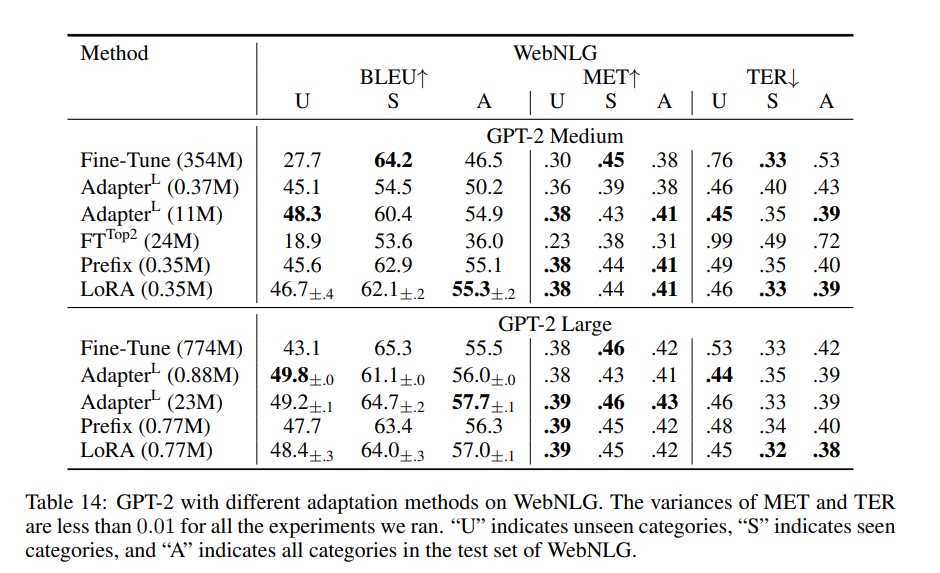 Method WebNLG
BLEU↑ MET↑ TER↓
U S A U S A U S A
GPT-2 Medium
Fine-Tune (354M) 27.7 64.2 46.5 .30 .45 .38 .76 .33 .53
Adapter^L (0.37M) 45.1 54.5 50.2 .36 .39 .38 .46 .40 .43
Adapter^L (11M) 48.3 60.4 54.9 .38 .43 .41 .45 .35 .39
FT^Top2 (24M) 18.9 53.6 36.0 .23 .38 .31 .99 .49 .72
Prefix (0.35M) 45.6 62.9 55.1 .38 .44 .41 .49 .35 .40
LoRA (0.35M) 46.7±.4 62.1±.2 55.3±.2 .38 .44 .41 .46 .33 .39
GPT-2 Large
Fine-Tune (774M) 43.1 65.3 55.5 .38 .46 .42 .53 .33 .42
Adapter^L (0.88M) 49.8±.0 61.1±.0 56.0±.0 .38 .43 .41 .44 .35 .39
Adapter^L (23M) 49.2±.1 64.7±.2 57.7±.1 .39 .46 .43 .46 .33 .39
Prefix (0.77M) 47.7 63.4 56.3 .39 .45 .42 .48 .34 .40
LoRA (0.77M) 48.4±.3 64.0±.3 57.0±.1 .39 .45 .42 .45 .32 .38
Table 14: GPT-2 with different adaptation methods on WebNLG. The variances of MET and TER
are less than 0.01 for all the experiments we ran. “U” indicates unseen categories, “S” indicates seen
categories, and “A” indicates all categories in the test set of WebNLG.